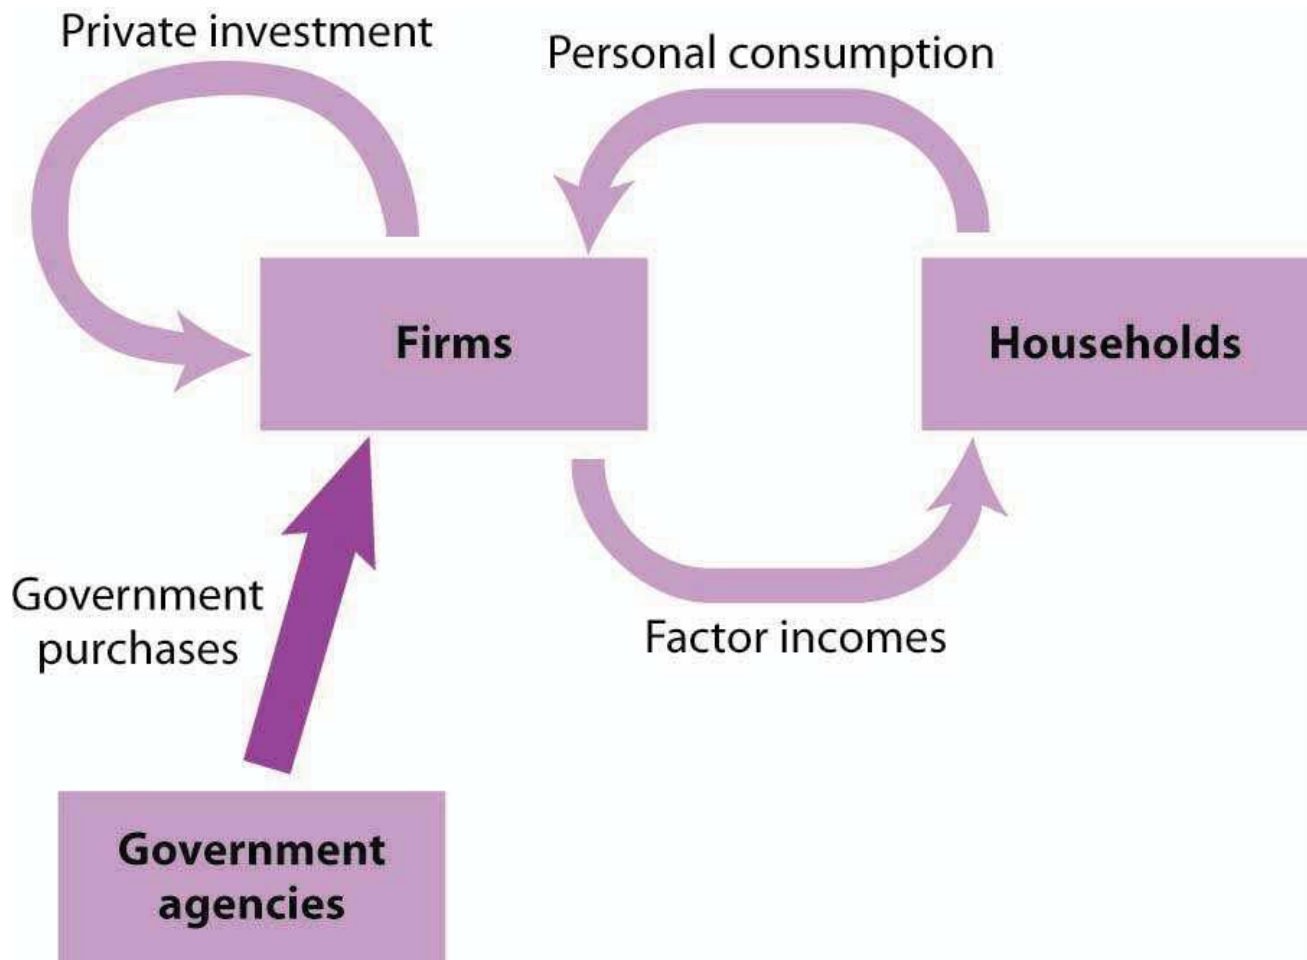 Private investment
Personal consumption
Firms
Households
Government
purchases
Factor incomes
Government
agencies